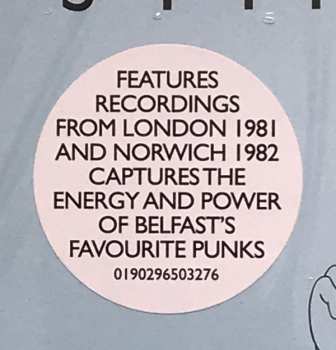 FEATURES
RECORDINGS
FROM LONDON 1981
AND NORWICH 1982
CAPTURES THE
ENERGY AND POWER
OF BELFAST'S
FAVOURITE PUNKS
0190296503276